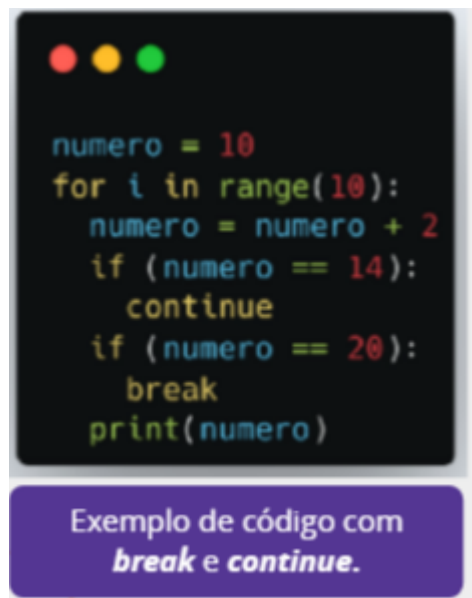 numero = 10
for i in range(10):
  numero = numero + 2
  if (numero == 14):
    continue
  if (numero == 20):
    break
  print(numero)
Exemplo de código com
break e continue.